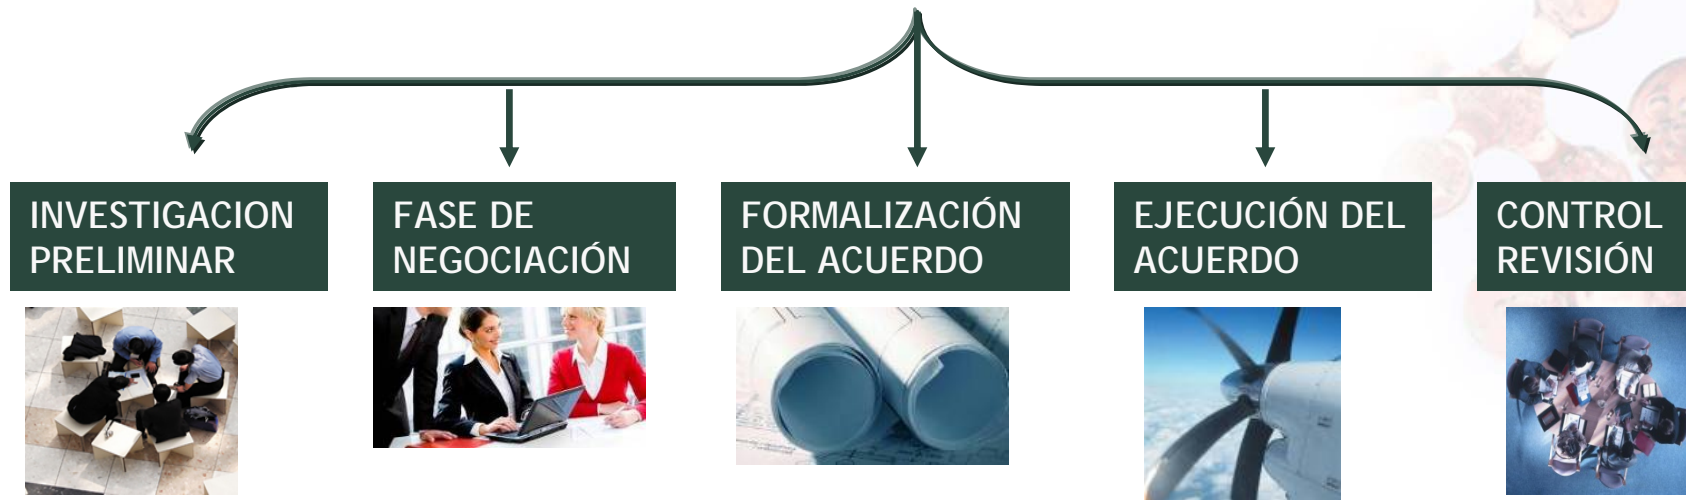 INVESTIGACION
PRELIMINAR
FASE DE
NEGOCIACIÓN
FORMALIZACIÓN
DEL ACUERDO
EJECUCIÓN DEL
ACUERDO
CONTROL
REVISIÓN